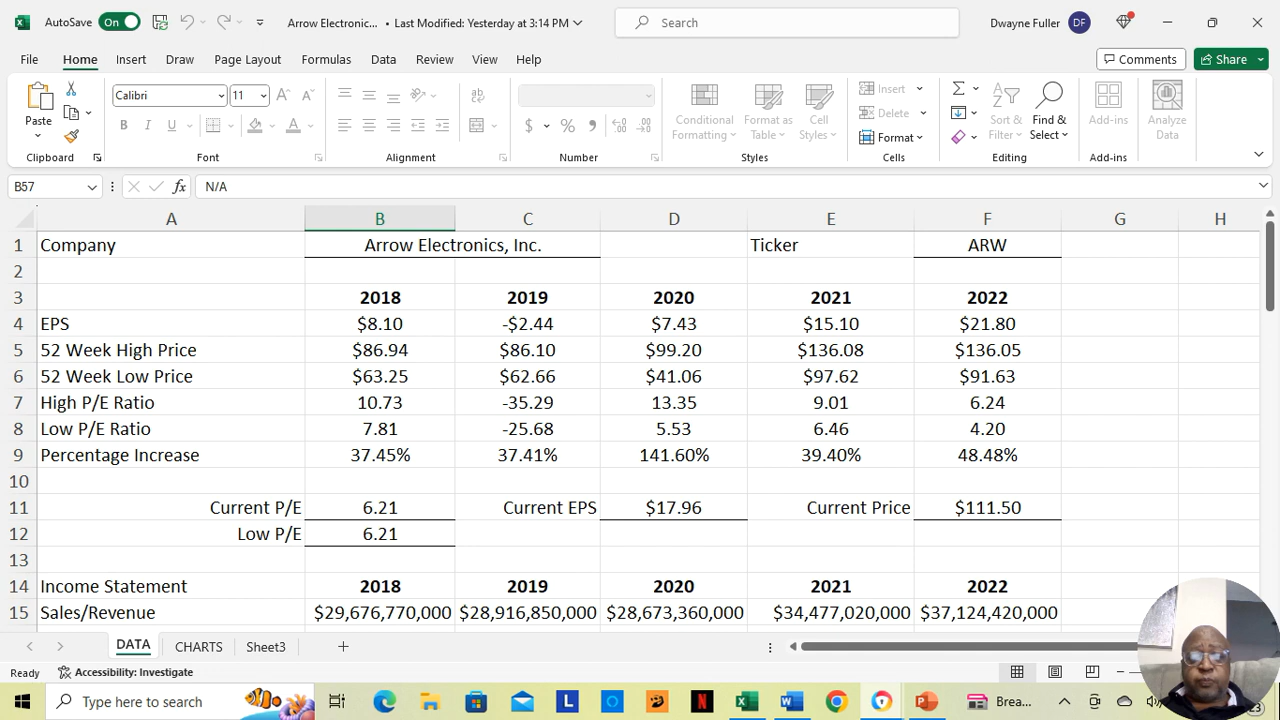 AutoSave On Arrow Electronic... • Last Modified: Yesterday at 3:14 PM Search Dwayne Fuller DF
File Home Insert Draw Page Layout Formulas Data Review View Help Comments Share
Paste Calibri 11 Conditional Formatting Format as Table Cell Styles Insert Delete Format Sort & Filter Find & Select Add-ins Analyze Data
Clipboard Font Alignment Number Styles Cells Editing Add-ins
B57 fx N/A
A B C D E F G H
1 Company Arrow Electronics, Inc. Ticker ARW
2
3 2018 2019 2020 2021 2022
4 EPS $8.10 -$2.44 $7.43 $15.10 $21.80
5 52 Week High Price $86.94 $86.10 $99.20 $136.08 $136.05
6 52 Week Low Price $63.25 $62.66 $41.06 $97.62 $91.63
7 High P/E Ratio 10.73 -35.29 13.35 9.01 6.24
8 Low P/E Ratio 7.81 -25.68 5.53 6.46 4.20
9 Percentage Increase 37.45% 37.41% 141.60% 39.40% 48.48%
10
11 Current P/E 6.21 Current EPS $17.96 Current Price $111.50
12 Low P/E 6.21
13
14 Income Statement 2018 2019 2020 2021 2022
15 Sales/Revenue $29,676,770,000 $28,916,850,000 $28,673,360,000 $34,477,020,000 $37,124,420,000
DATA CHARTS Sheet3
Ready Accessibility: Investigate
Type here to search Brea...